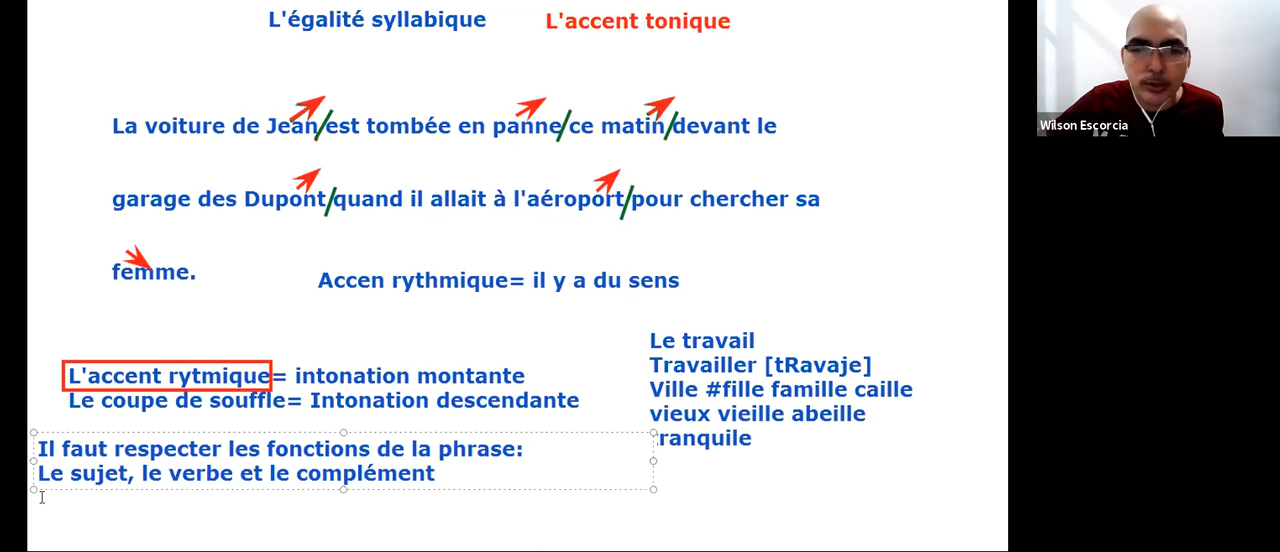 L'égalité syllabique L'accent tonique
La voiture de Jean/est tombée en panne/ce matin/devant le
garage des Dupont/quand il allait à l'aéroport/pour chercher sa
femme.
Accen rythmique= il y a du sens
L'accent rytmique= intonation montante
Le coupe de souffle= Intonation descendante
Il faut respecter les fonctions de la phrase:
Le sujet, le verbe et le complément
Le travail
Travailler [tRavaje]
Ville #fille famille caille
vieux vieille abeille
tranquile
Wilson Escorcia